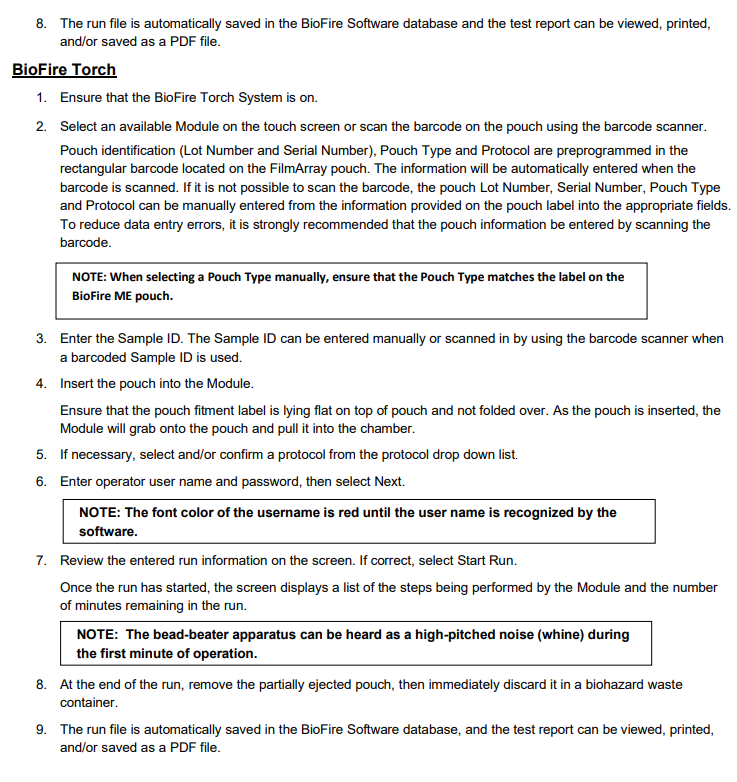 8. The run file is automatically saved in the BioFire Software database and the test report can be viewed, printed,
and/or saved as a PDF file.
BioFire Torch
1. Ensure that the BioFire Torch System is on.
2. Select an available Module on the touch screen or scan the barcode on the pouch using the barcode scanner.
Pouch identification (Lot Number and Serial Number), Pouch Type and Protocol are preprogrammed in the
rectangular barcode located on the FilmArray pouch. The information will be automatically entered when the
barcode is scanned. If it is not possible to scan the barcode, the pouch Lot Number, Serial Number, Pouch Type
and Protocol can be manually entered from the information provided on the pouch label into the appropriate fields.
To reduce data entry errors, it is strongly recommended that the pouch information be entered by scanning the
barcode.
NOTE: When selecting a Pouch Type manually, ensure that the Pouch Type matches the label on the
BioFire ME pouch.
3. Enter the Sample ID. The Sample ID can be entered manually or scanned in by using the barcode scanner when
a barcoded Sample ID is used.
4. Insert the pouch into the Module.
Ensure that the pouch fitment label is lying flat on top of pouch and not folded over. As the pouch is inserted, the
Module will grab onto the pouch and pull it into the chamber.
5. If necessary, select and/or confirm a protocol from the protocol drop down list.
6. Enter operator user name and password, then select Next.
NOTE: The font color of the username is red until the user name is recognized by the
software.
7. Review the entered run information on the screen. If correct, select Start Run.
Once the run has started, the screen displays a list of the steps being performed by the Module and the number
of minutes remaining in the run.
NOTE: The bead-beater apparatus can be heard as a high-pitched noise (whine) during
the first minute of operation.
8. At the end of the run, remove the partially ejected pouch, then immediately discard it in a biohazard waste
container.
9. The run file is automatically saved in the BioFire Software database, and the test report can be viewed, printed,
and/or saved as a PDF file.